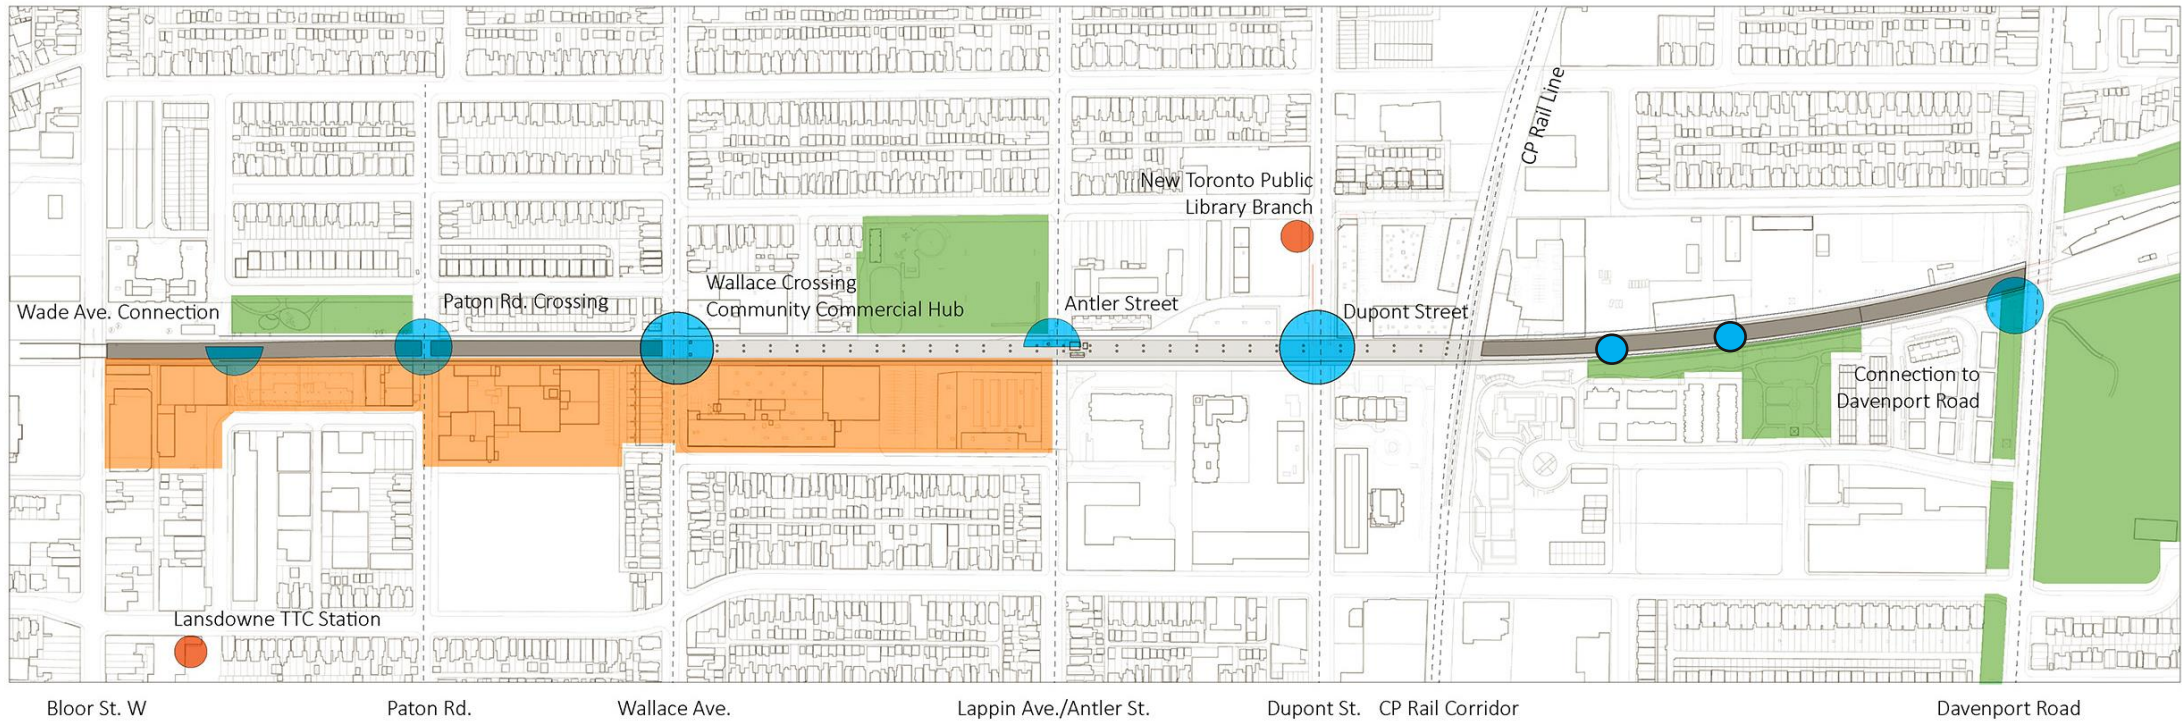 CP Rail Line
New Toronto Public
Library Branch
Wade Ave. Connection
Paton Rd. Crossing
Wallace Crossing
Community Commercial Hub
Antler Street
Dupont Street
Connection to
Davenport Road
Lansdowne TTC Station
Bloor St. W
Paton Rd.
Wallace Ave.
Lappin Ave./Antler St.
Dupont St.
CP Rail Corridor
Davenport Road